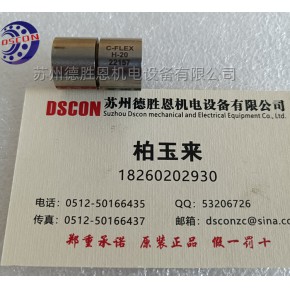 DSCON
苏州德胜恩机电设备有限公司
C-FLEX
H-20
DSCON 苏州德胜恩机电设备有限公司
Suzhou Dscon mechanical and Electrical Equipment Co., Ltd
柏玉来
18260202930
电话：0512-50166435 QQ：53206726
传真：0512-50166437 邮箱：dsconzc@sina.co
郑重承诺 原装正品 假一罚十